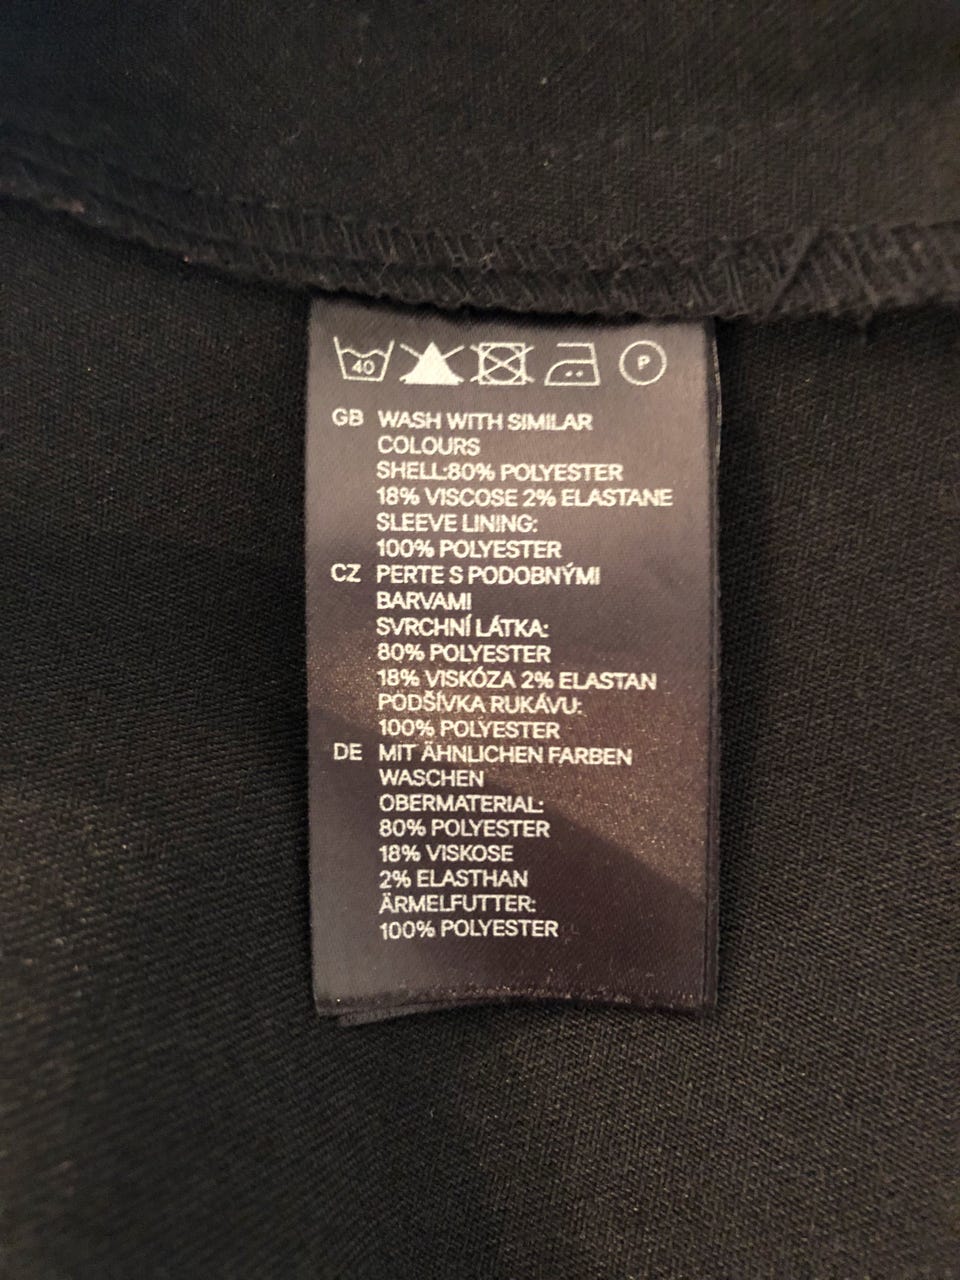 40 P
GB WASH WITH SIMILAR
COLOURS
SHELL:80% POLYESTER
18% VISCOSE 2% ELASTANE
SLEEVE LINING:
100% POLYESTER
CZ PERTE S PODOBNÝMI
BARVAMI
SVRCHNÍ LÁTKA:
80% POLYESTER
18% VISKÓZA 2% ELASTAN
PODŠÍVKA RUKÁVU:
100% POLYESTER
DE MIT ÄHNLICHEN FARBEN
WASCHEN
OBERMATERIAL:
80% POLYESTER
18% VISKOSE
2% ELASTHAN
ÄRMELFUTTER:
100% POLYESTER